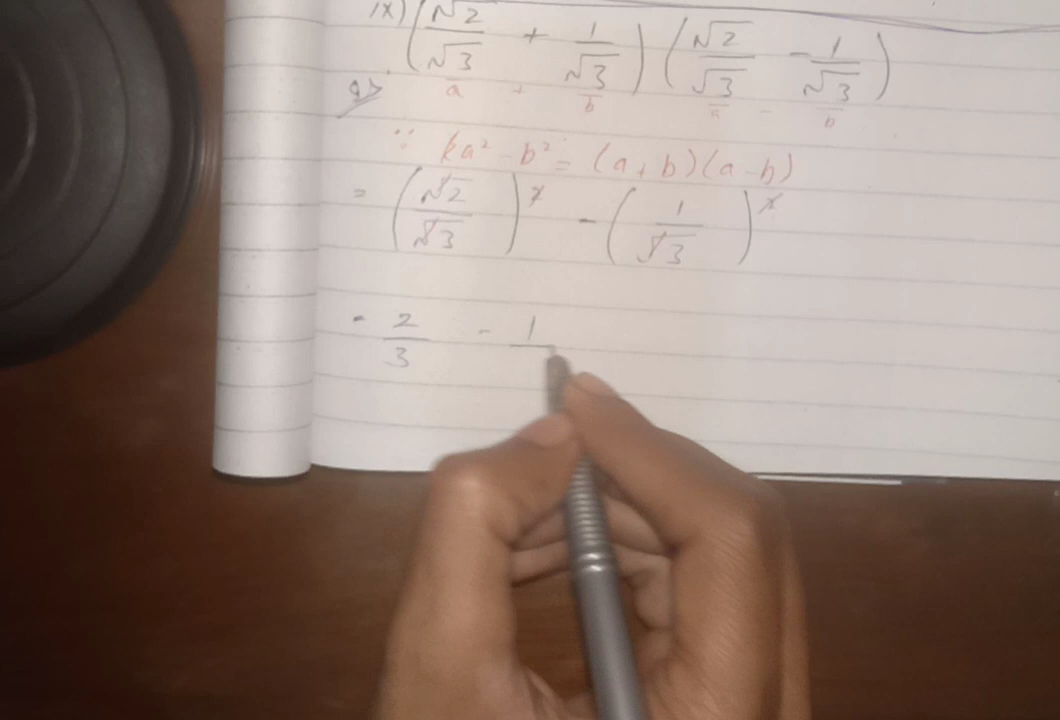 ix) (√2/√3 + 1/√3) (√2/√3 - 1/√3)
a + b a - b
∵ a² - b² = (a + b)(a - b)
= (√2/√3)² - (1/√3)²
= 2/3 - 1